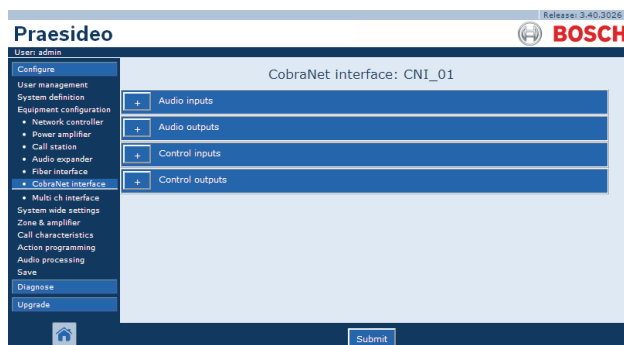 Release: 3.40.3026
Praesideo
BOSCH
User: admin
Configure
User management
System definition
Equipment configuration
• Network controller
• Power amplifier
• Call station
• Audio expander
• Fiber interface
• CobraNet interface
• Multi ch interface
System wide settings
Zone & amplifier
Call characteristics
Action programming
Audio processing
Save
Diagnose
Upgrade
CobraNet interface: CNI_01
+ Audio inputs
+ Audio outputs
+ Control inputs
+ Control outputs
Submit